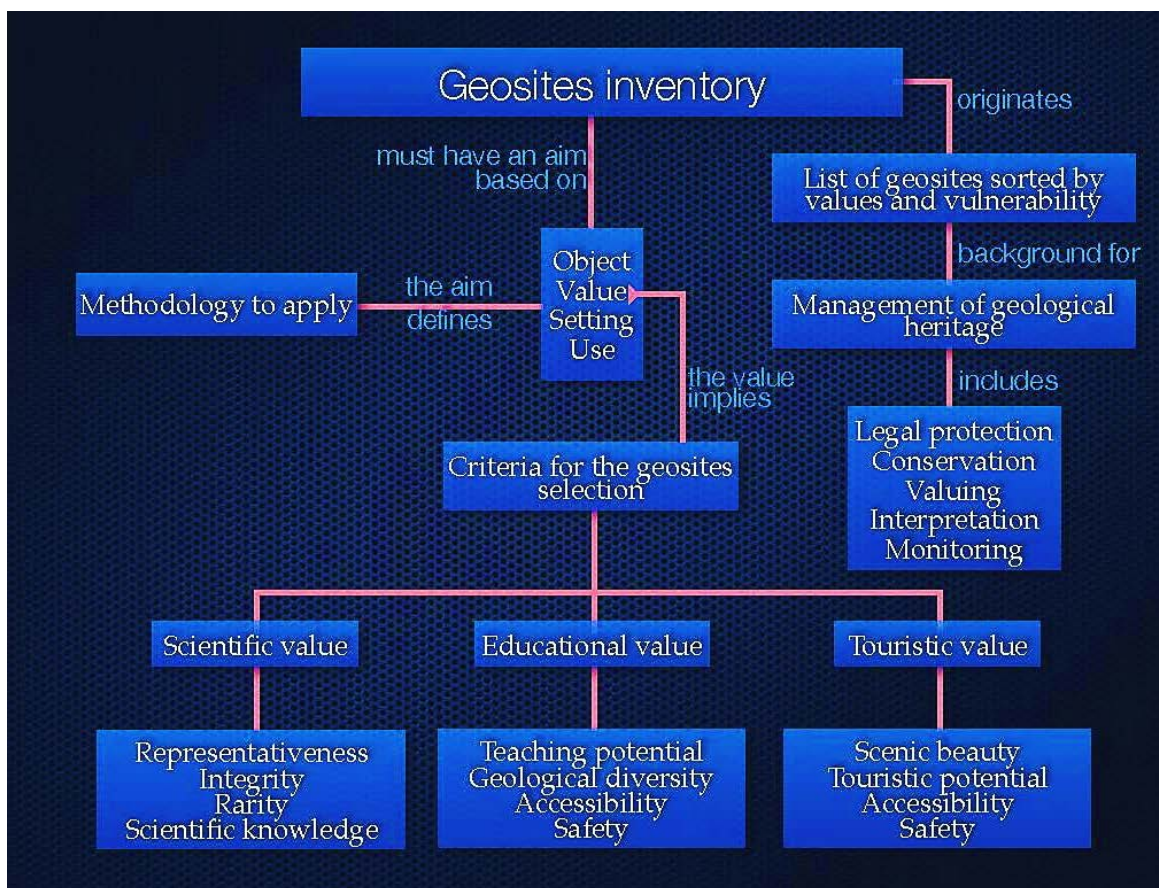 Geosites inventory
originates
must have an aim
based on
List of geosites sorted by
values and vulnerability
Object
Value
Setting
Use
background for
Methodology to apply
the aim
defines
Management of geological
heritage
the value
implies
includes
Legal protection
Conservation
Valuing
Interpretation
Monitoring
Criteria for the geosites
selection
Scientific value
Educational value
Touristic value
Representativeness
Integrity
Rarity
Scientific knowledge
Teaching potential
Geological diversity
Accessibility
Safety
Scenic beauty
Touristic potential
Accessibility
Safety